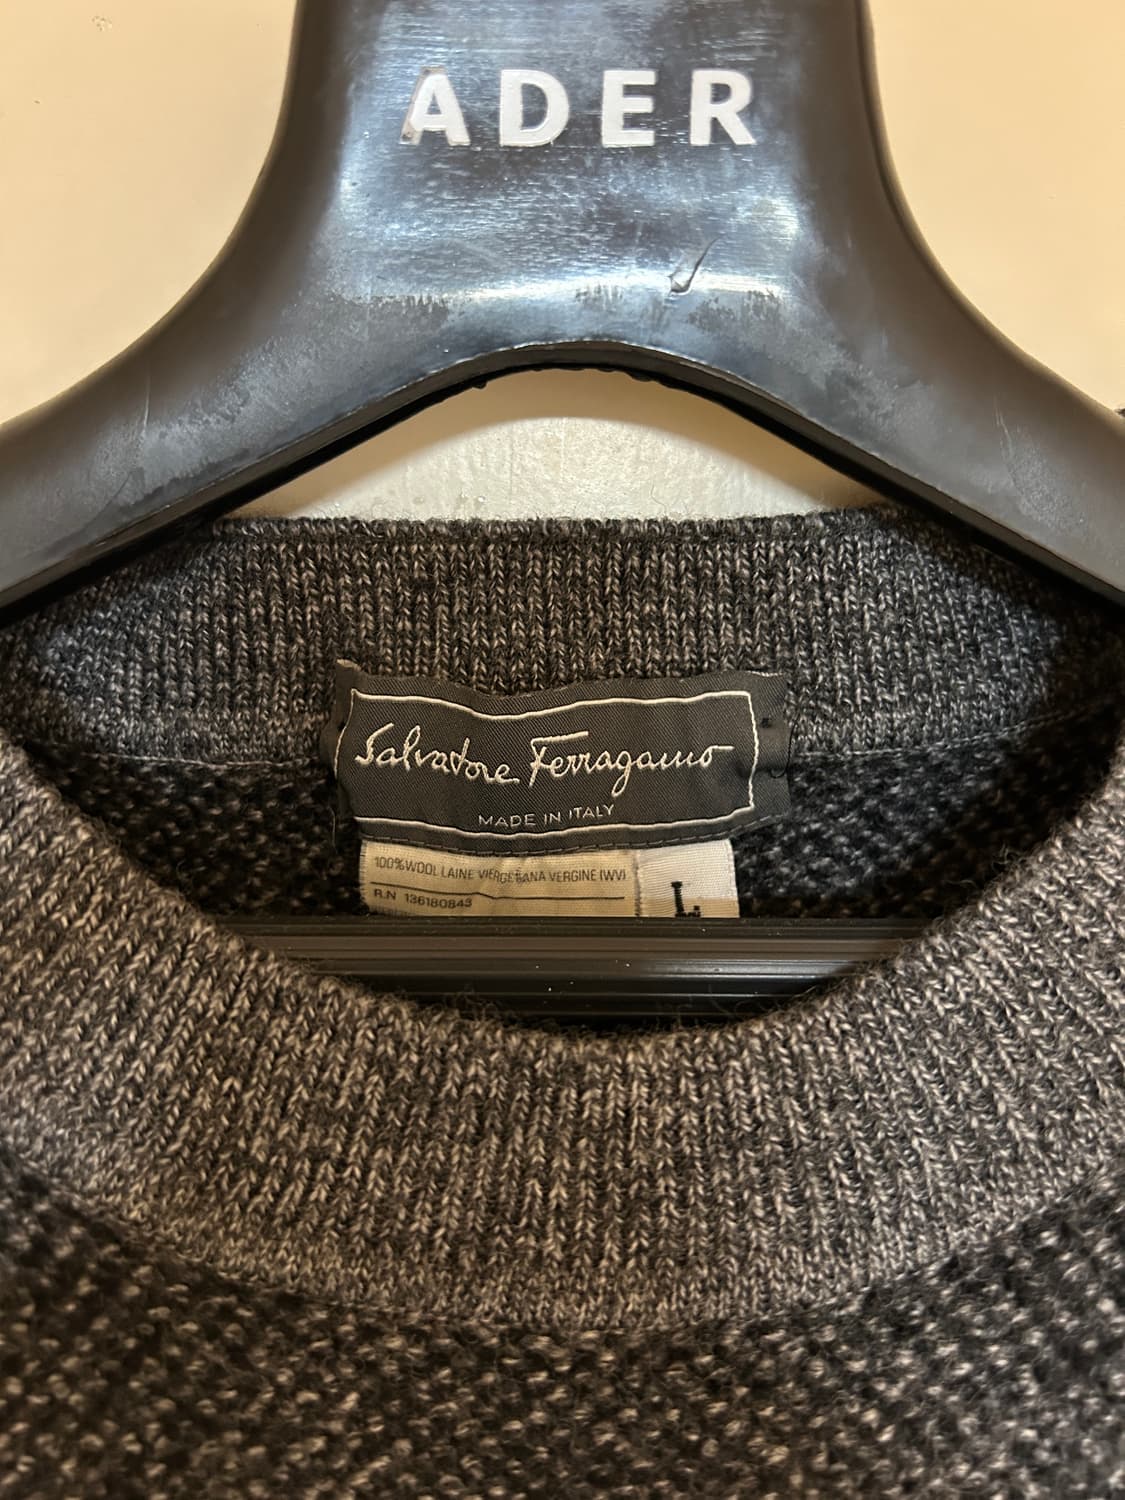 ADER
Salvatore Ferragamo
MADE IN ITALY
100%WOOL LAINE VIERGE LANA VERGINE (WV)
R.N 136180843
L